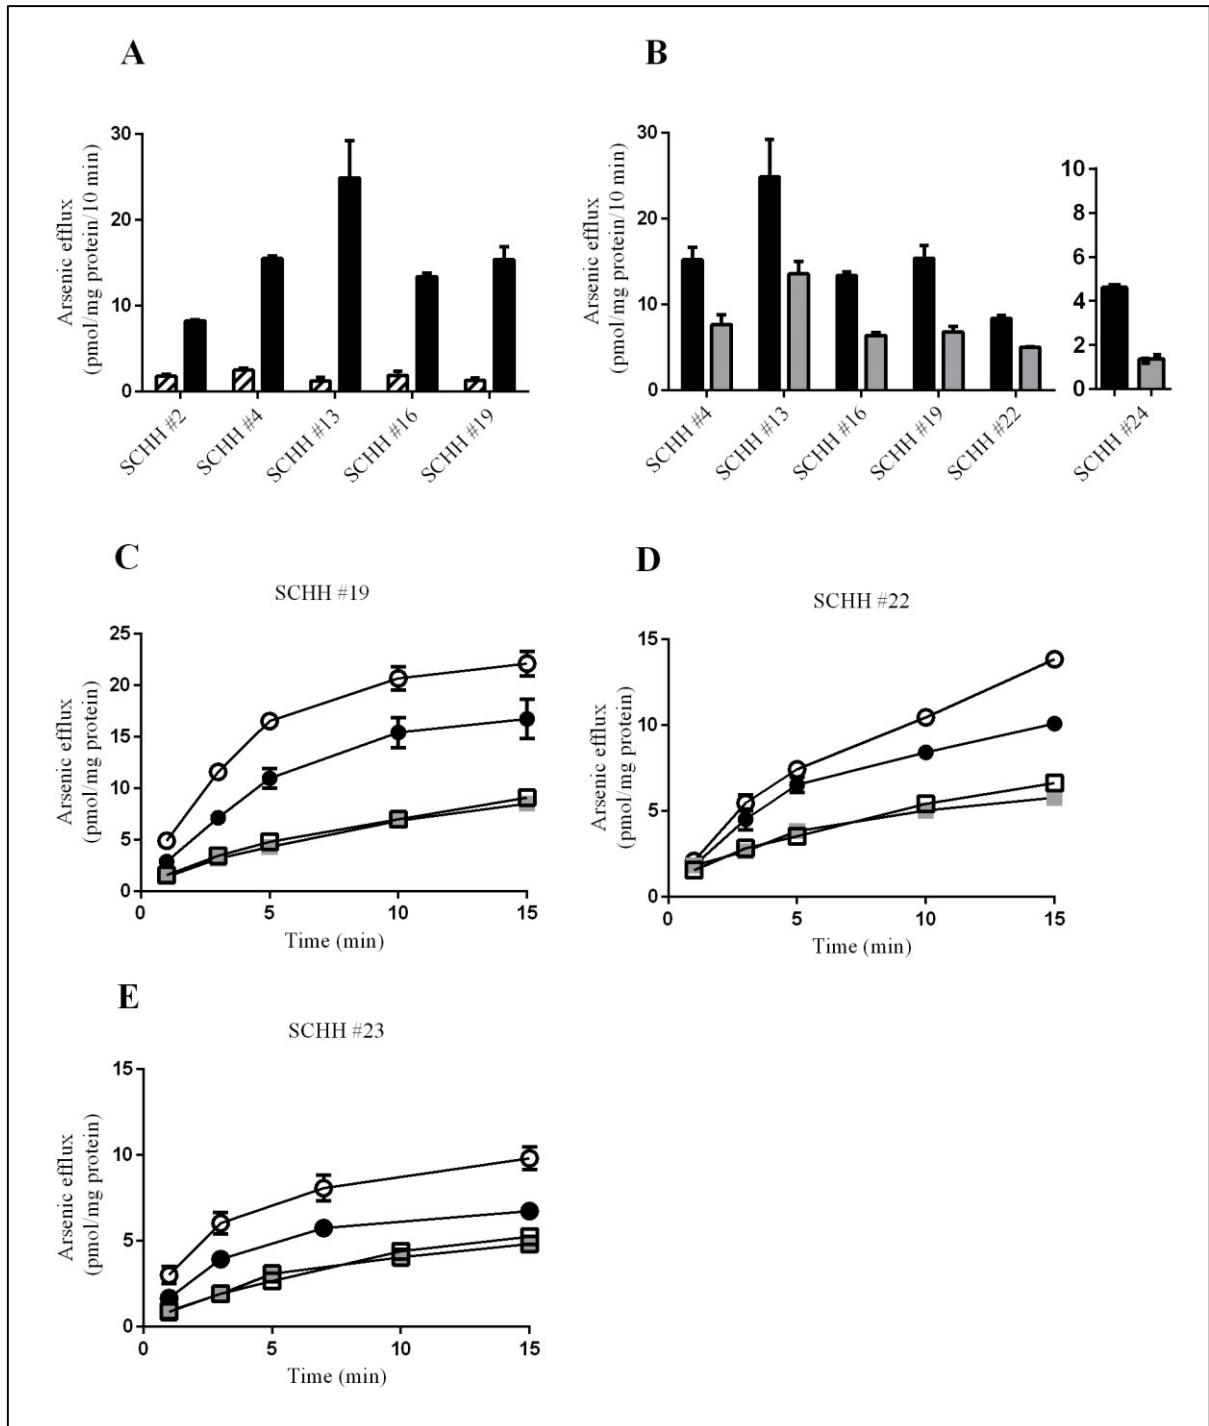 A
Arsenic efflux
(pmol/mg protein/10 min)
30
20
10
0
SCHH #2
SCHH #4
SCHH #13
SCHH #16
SCHH #19
B
Arsenic efflux
(pmol/mg protein/10 min)
30
20
10
0
SCHH #4
SCHH #13
SCHH #16
SCHH #19
SCHH #22
10
8
6
4
2
0
SCHH #24
C
SCHH #19
Arsenic efflux
(pmol/mg protein)
25
20
15
10
5
0
0 5 10 15
Time (min)
D
SCHH #22
Arsenic efflux
(pmol/mg protein)
15
10
5
0
0 5 10 15
Time (min)
E
SCHH #23
Arsenic efflux
(pmol/mg protein)
15
10
5
0
0 5 10 15
Time (min)